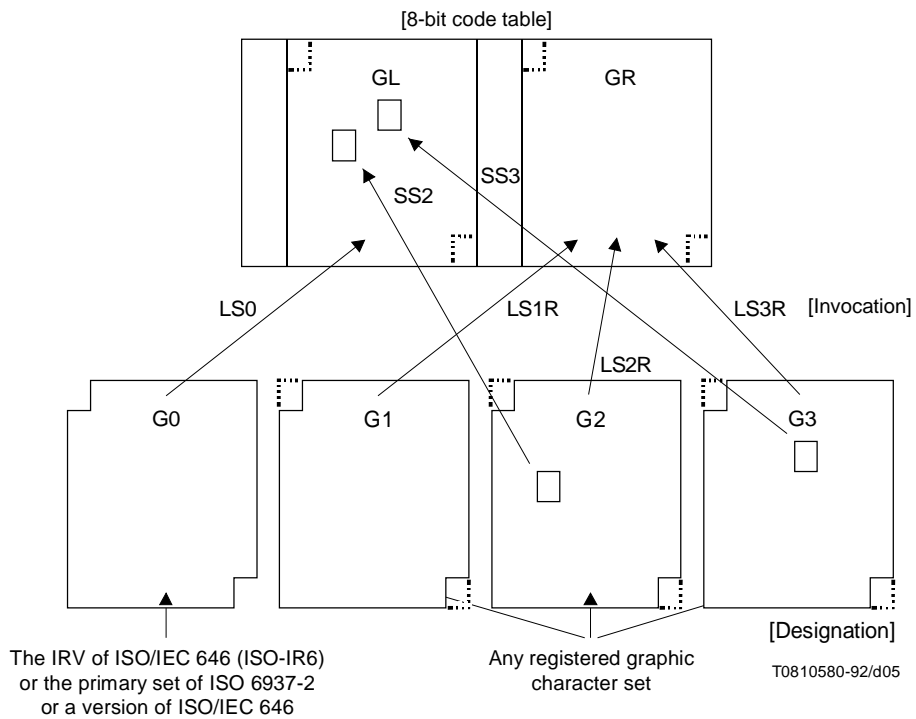 [8-bit code table]
GL
GR
SS2
SS3
LS0
LS1R
LS2R
LS3R
[Invocation]
G0
G1
G2
G3
[Designation]
The IRV of ISO/IEC 646 (ISO-IR6)
or the primary set of ISO 6937-2
or a version of ISO/IEC 646
Any registered graphic
character set
T0810580-92/d05